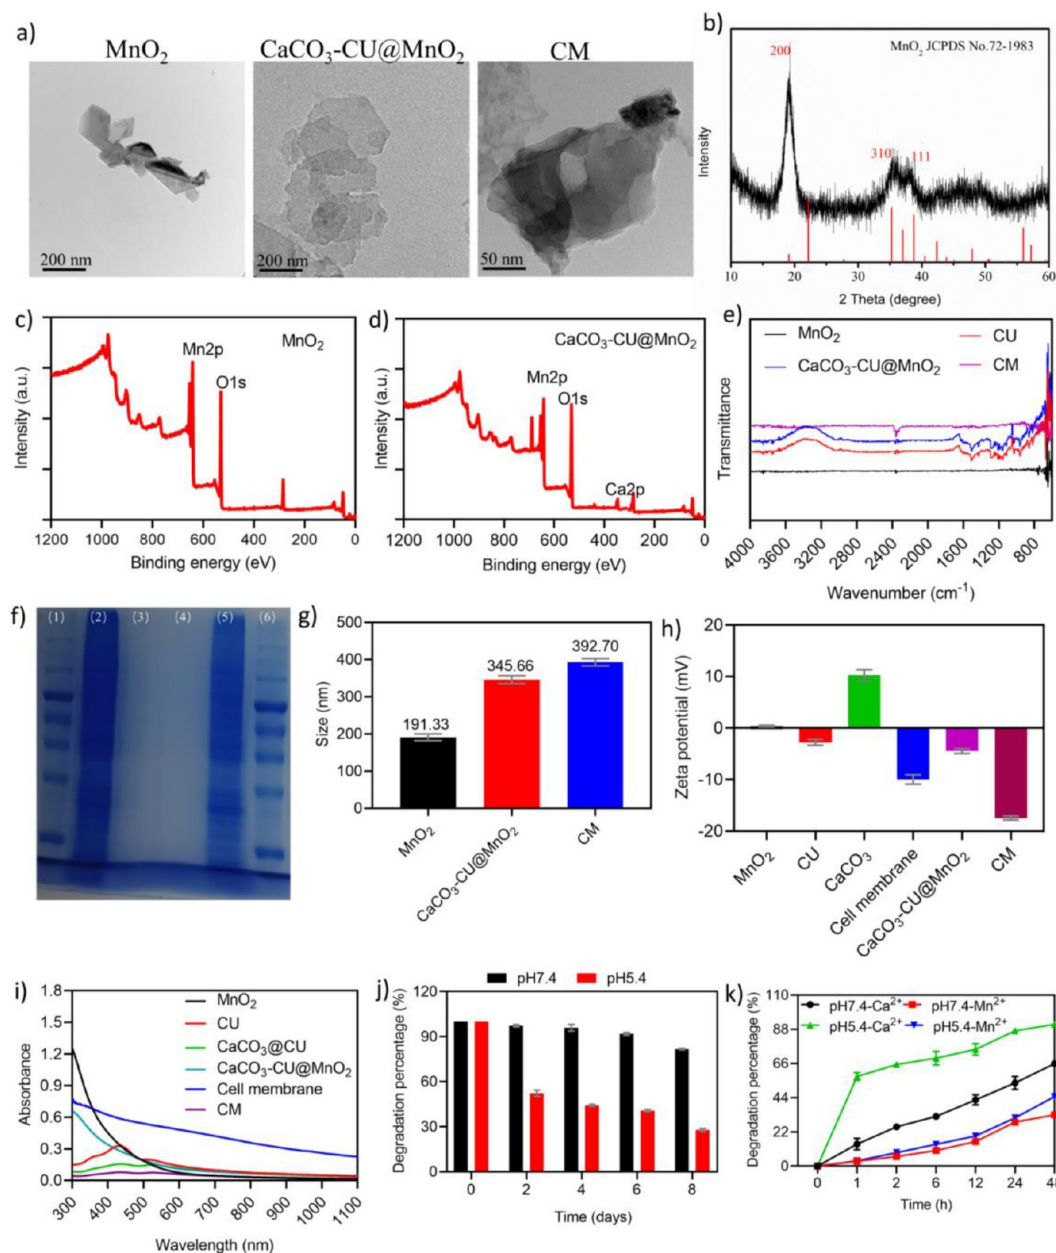 a)
MnO₂
CaCO₃-CU@MnO₂
CM
200 nm
200 nm
50 nm
b)
MnO₂ JCPDS No.72-1983
200
310
111
Intensity
10 20 30 40 50 60
2 Theta (degree)
c)
MnO₂
Mn2p
O1s
Intensity (a.u.)
1200 1000 800 600 400 200 0
Binding energy (eV)
d)
CaCO₃-CU@MnO₂
Mn2p
O1s
Ca2p
Intensity (a.u.)
1200 1000 800 600 400 200 0
Binding energy (eV)
e)
MnO₂
CU
CaCO₃-CU@MnO₂
CM
Transmittance
4000 3200 2400 1600 1200 800
Wavenumber (cm⁻¹)
f)
(1) (2) (3) (4) (5) (6)
g)
500
400
300
200
100
0
Size (nm)
191.33
345.66
392.70
MnO₂
CaCO₃-CU@MnO₂
CM
h)
20
10
0
-10
-20
Zeta potential (mV)
MnO₂
CU
CaCO₃
Cell membrane
CaCO₃-CU@MnO₂
CM
i)
1.8
1.5
1.2
0.9
0.6
0.3
0.0
Absorbance
MnO₂
CU
CaCO₃@CU
CaCO₃-CU@MnO₂
Cell membrane
CM
300 400 500 600 700 800 900 1000 1100
Wavelength (nm)
j)
pH7.4 pH5.4
120
90
60
30
0
Degradation percentage (%)
0 2 4 6 8
Time (days)
k)
110
88
66
44
22
0
Degradation percentage (%)
pH7.4-Ca²⁺ pH7.4-Mn²⁺
pH5.4-Ca²⁺ pH5.4-Mn²⁺
0 1 2 6 12 24
Time (h)